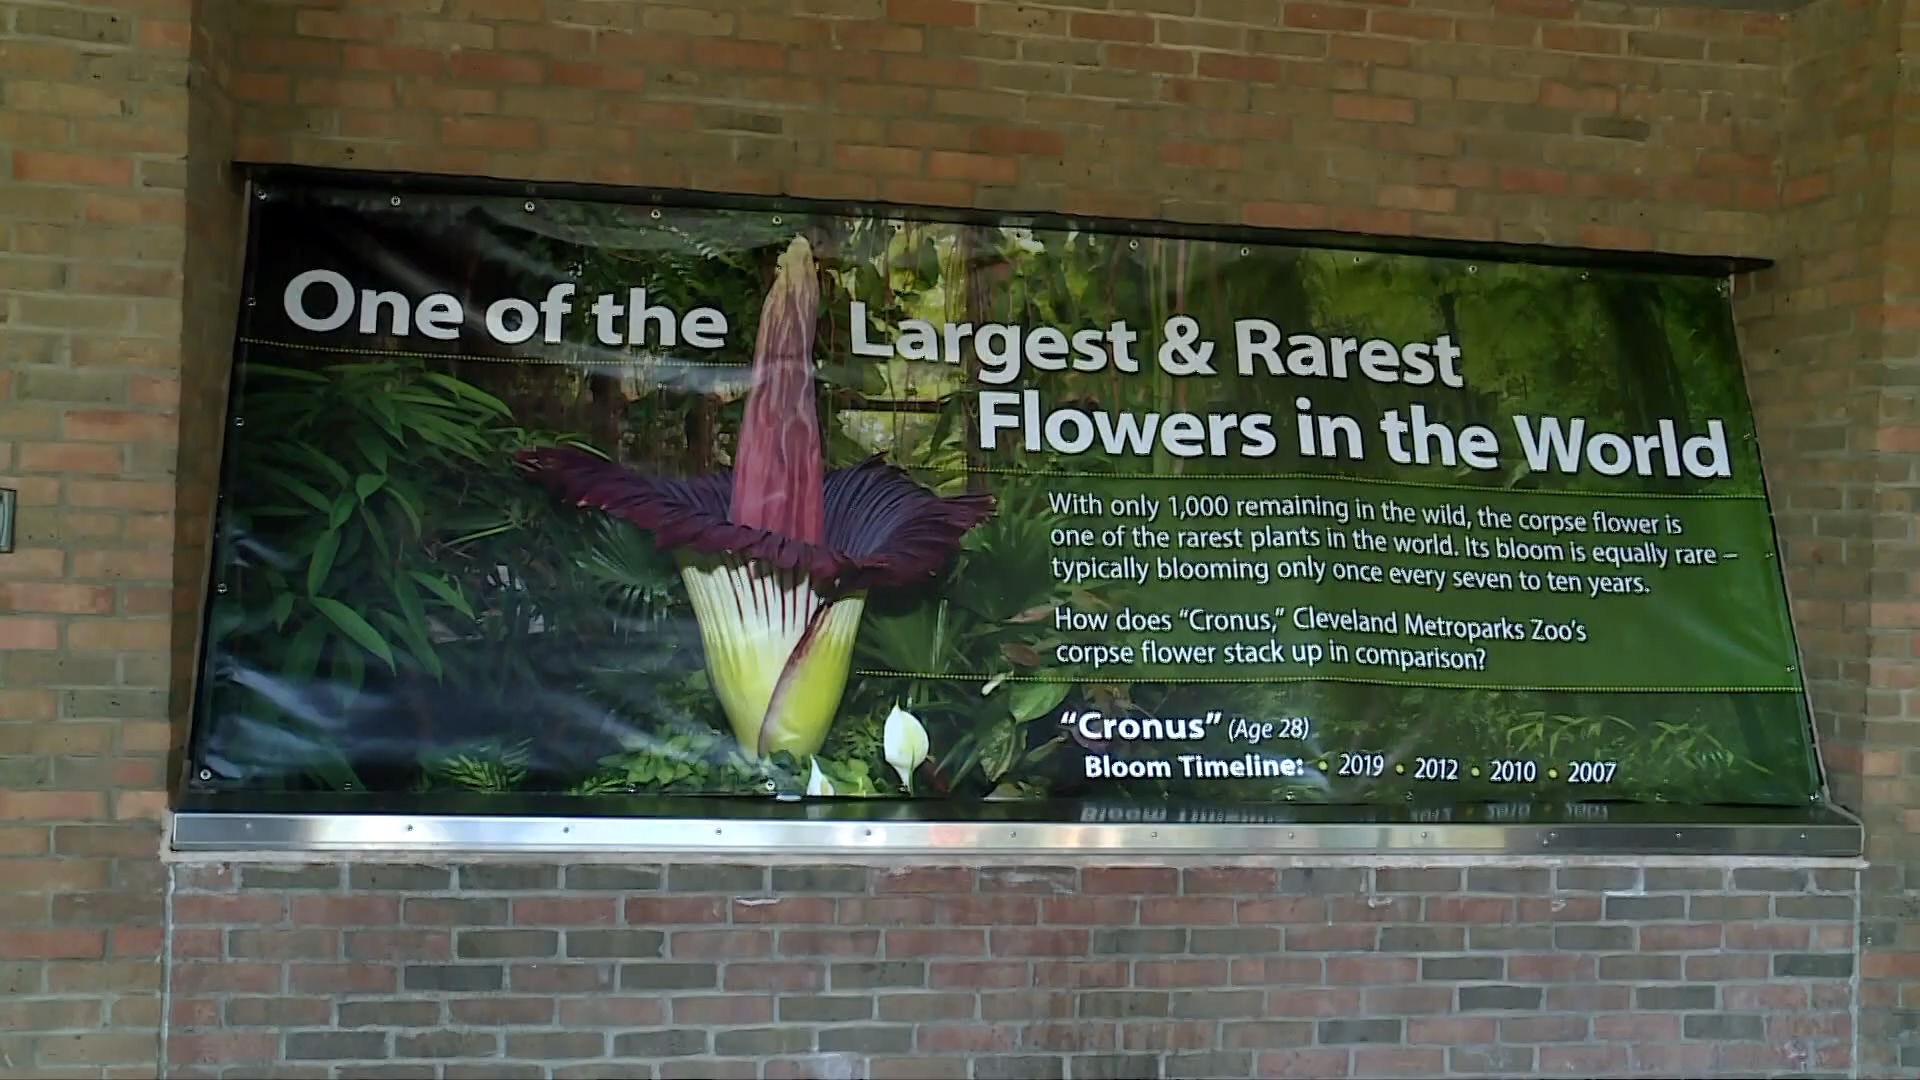 One of the Largest & Rarest
Flowers in the World
With only 1,000 remaining in the wild, the corpse flower is
one of the rarest plants in the world. Its bloom is equally rare –
typically blooming only once every seven to ten years.
How does “Cronus,” Cleveland Metroparks Zoo’s
corpse flower stack up in comparison?
“Cronus” (Age 28)
Bloom Timeline: • 2019 • 2012 • 2010 • 2007